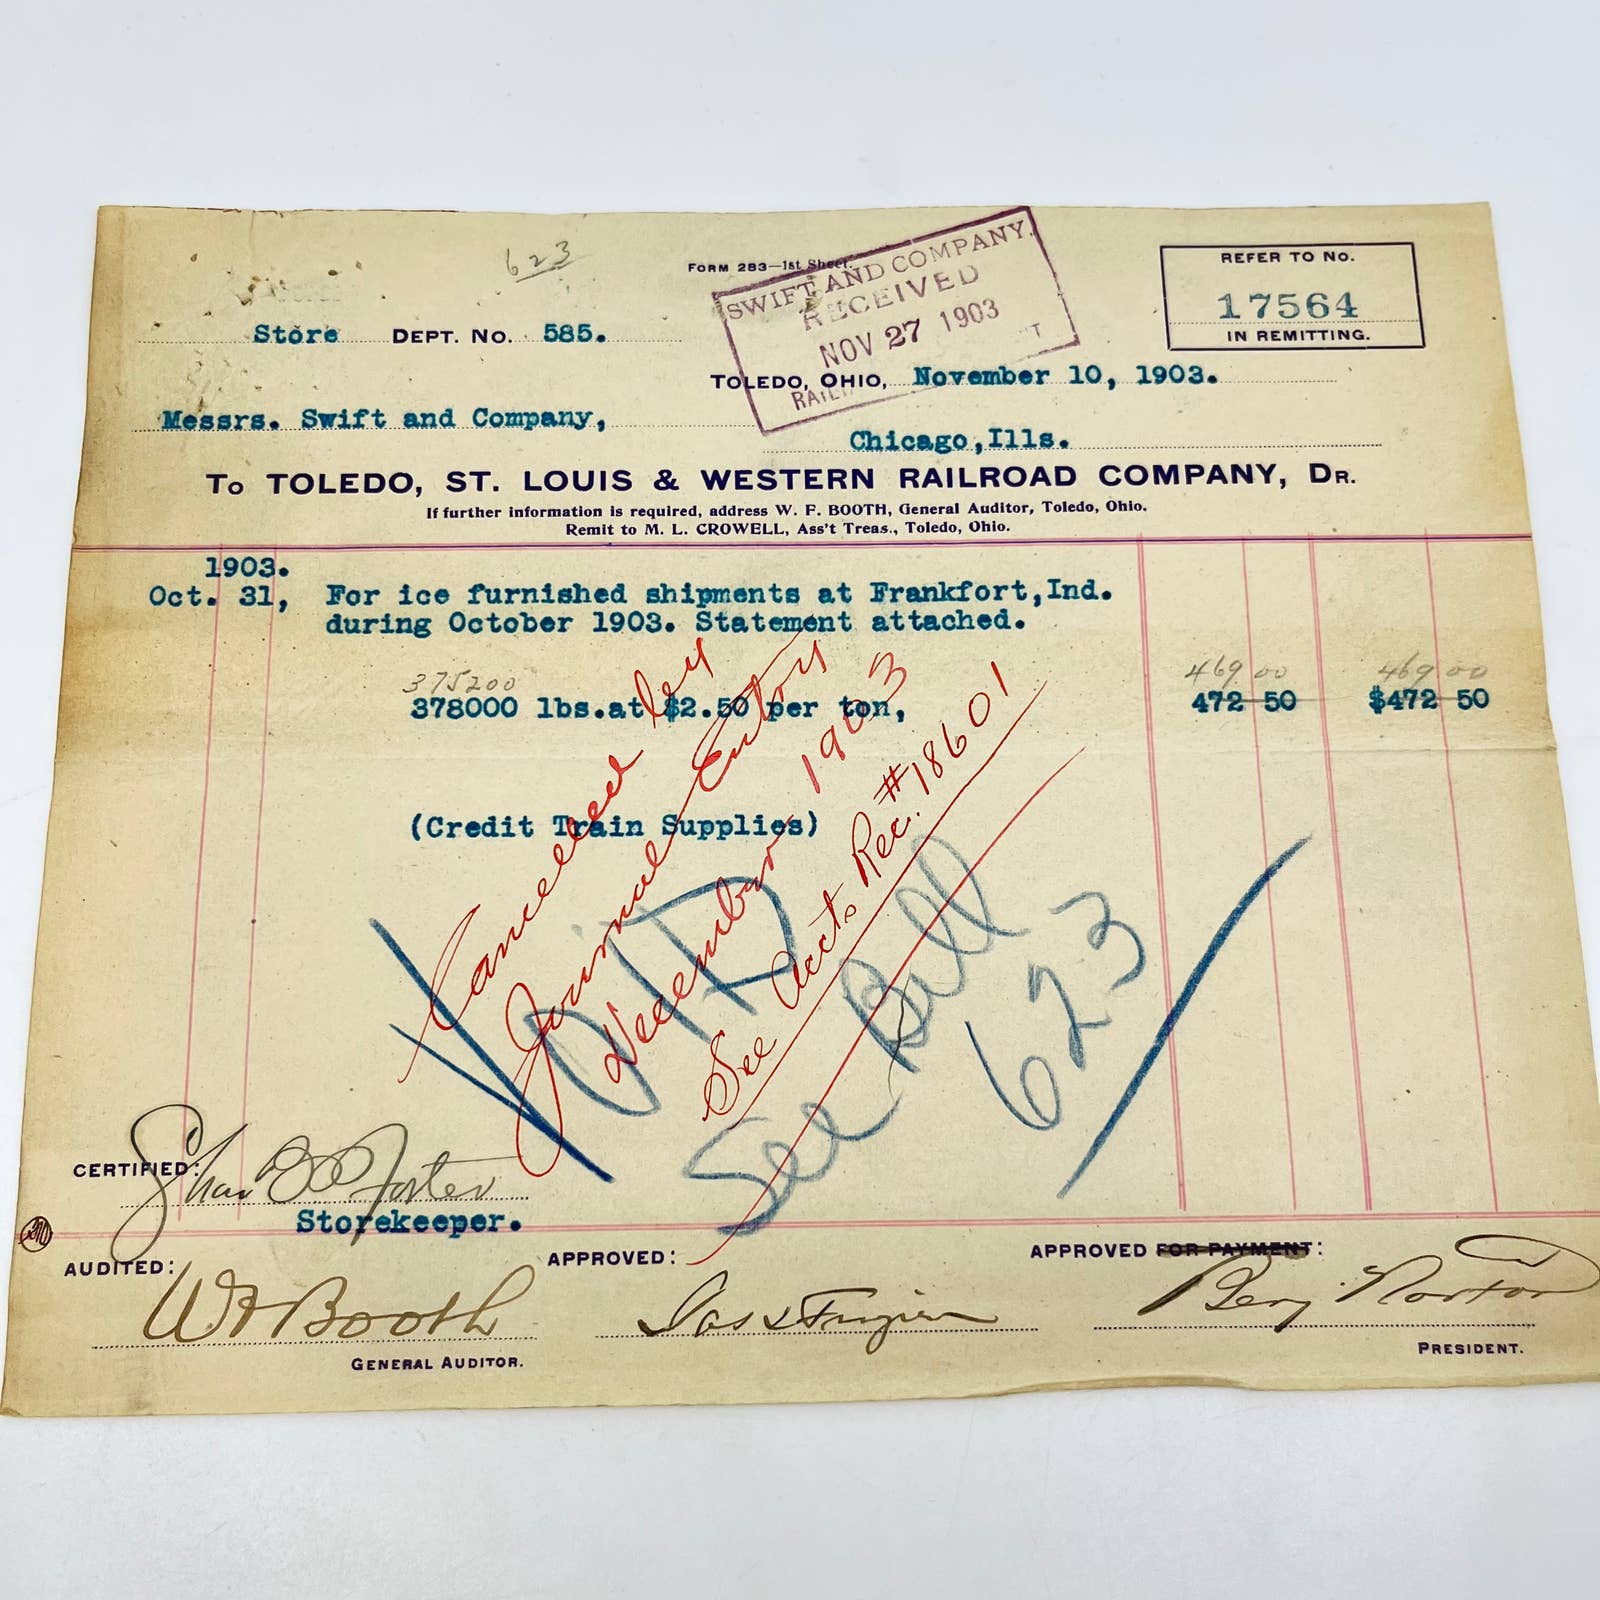 623
FORM 283—1st Sheet.
SWIFT AND COMPANY.
RECEIVED
NOV 27 1903
REFER TO NO.
17564
IN REMITTING.
Store DEPT. NO. 585.
TOLEDO, OHIO, November 10, 1903.
Messrs. Swift and Company,
Chicago,Ills.
To TOLEDO, ST. LOUIS & WESTERN RAILROAD COMPANY, DR.
If further information is required, address W. F. BOOTH, General Auditor, Toledo, Ohio.
Remit to M. L. CROWELL, Ass't Treas., Toledo, Ohio.
1903.
Oct. 31, For ice furnished shipments at Frankfort,Ind.
during October 1903. Statement attached.
375200 469 00 469 00
378000 lbs.at $2.50 per ton, 472 50 $472 50
(Credit Train Supplies)
Cancelled by
Journal Entry
December 1903
See Accts Rec. #18601
VOID
See Bill
623
CERTIFIED: Foster
Storekeeper.
AUDITED: APPROVED: APPROVED FOR PAYMENT:
W F Booth Benj. Norton
GENERAL AUDITOR. PRESIDENT.